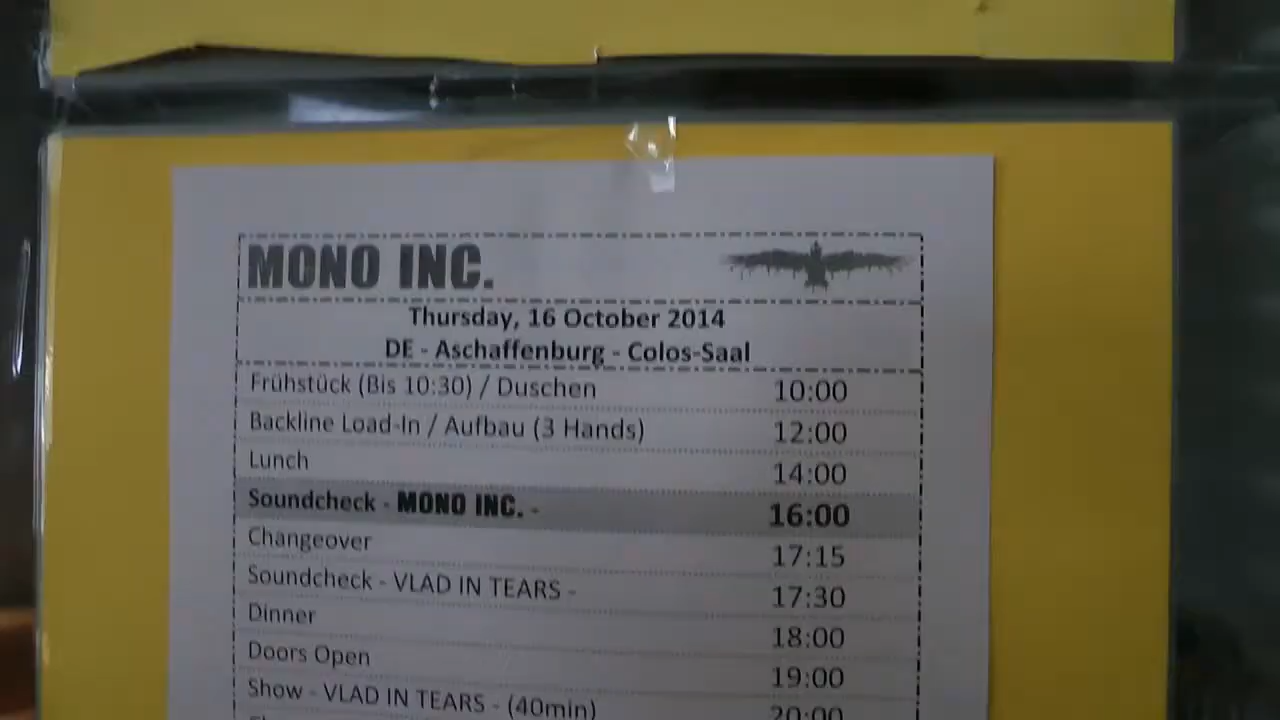 MONO INC.
Thursday, 16 October 2014
DE - Aschaffenburg - Colos-Saal
Frühstück (Bis 10:30) / Duschen 10:00
Backline Load-In / Aufbau (3 Hands) 12:00
Lunch 14:00
Soundcheck - MONO INC. - 16:00
Changeover 17:15
Soundcheck - VLAD IN TEARS - 17:30
Dinner 18:00
Doors Open 19:00
Show - VLAD IN TEARS - (40min) 20:00